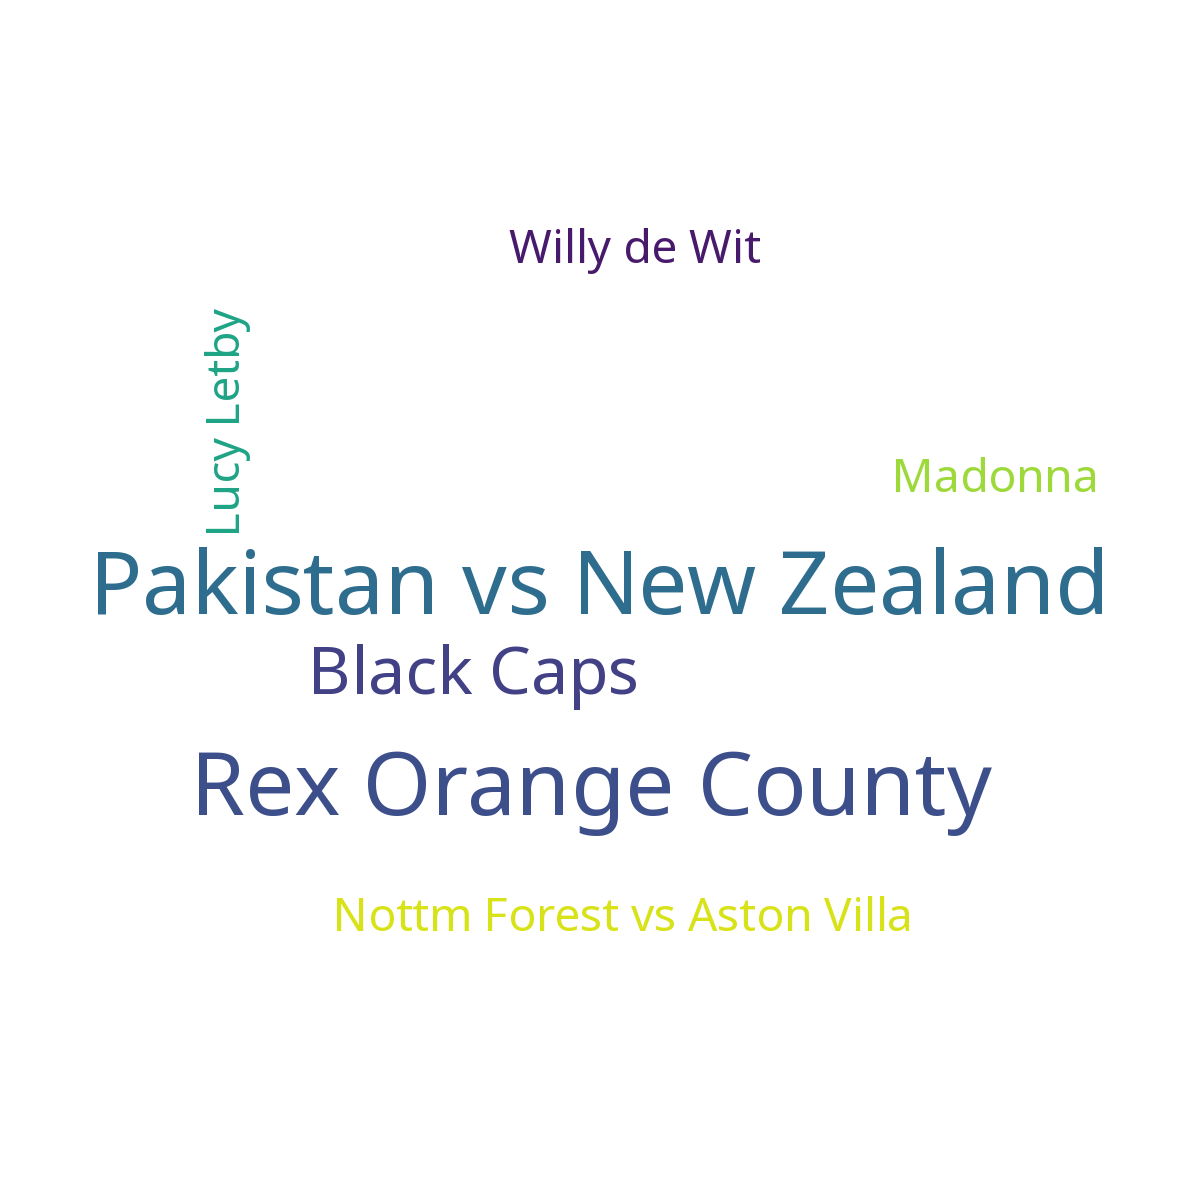 Willy de Wit
Lucy Letby
Madonna
Pakistan vs New Zealand
Black Caps
Rex Orange County
Nottm Forest vs Aston Villa